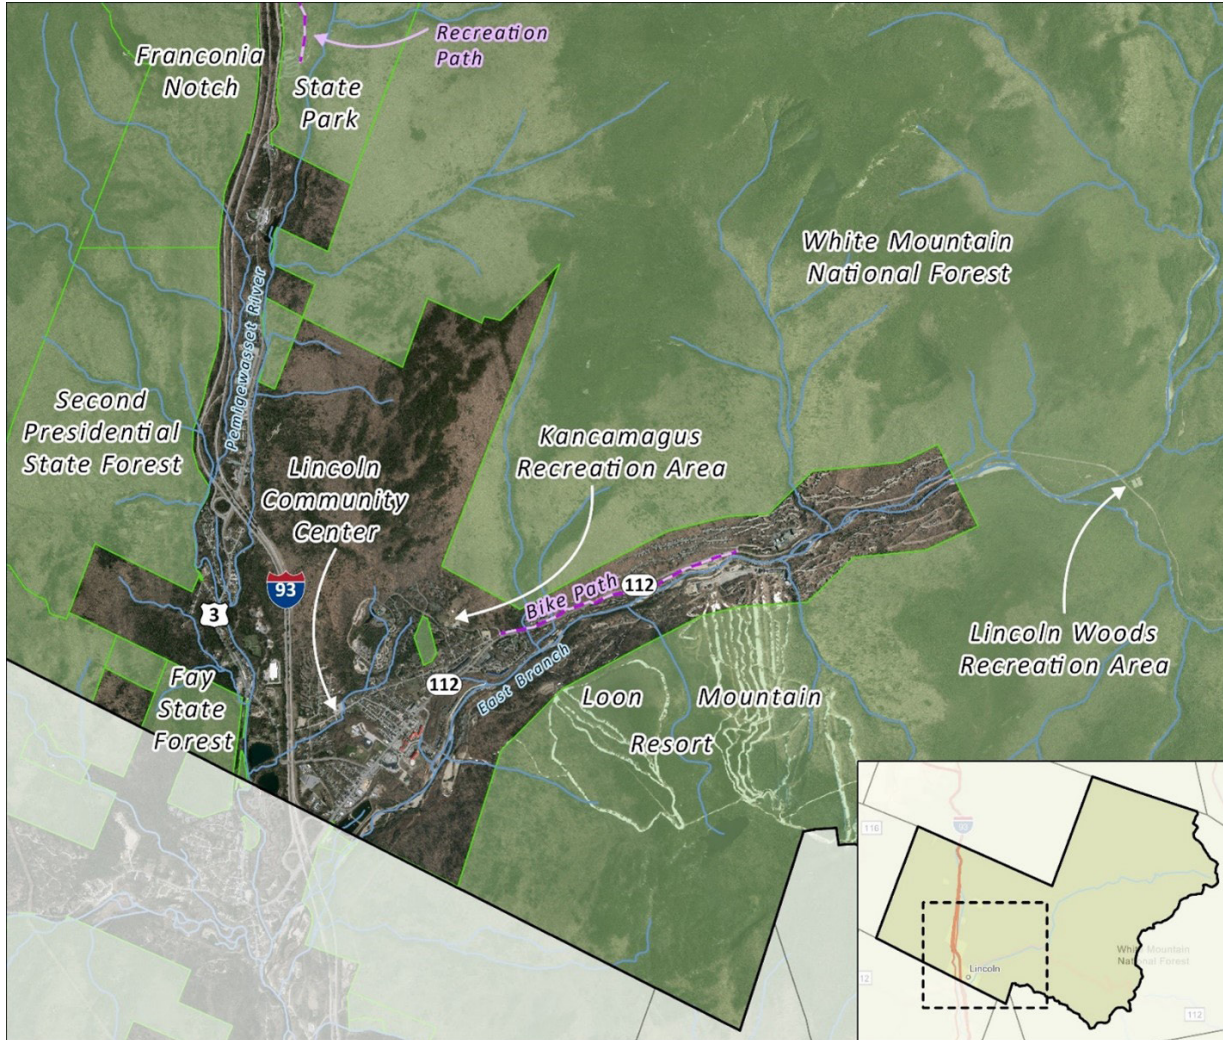 Recreation
Path
Franconia
Notch
State
Park
White Mountain
National Forest
Pemigewasset River
Second
Presidential
State Forest
Kancamagus
Recreation Area
Lincoln
Community
Center
93
3
Bike Path
112
Lincoln Woods
Recreation Area
112
East Branch
Fay
State
Forest
Loon
Mountain
Resort
116
93
White Mountain
National Forest
Lincoln
112